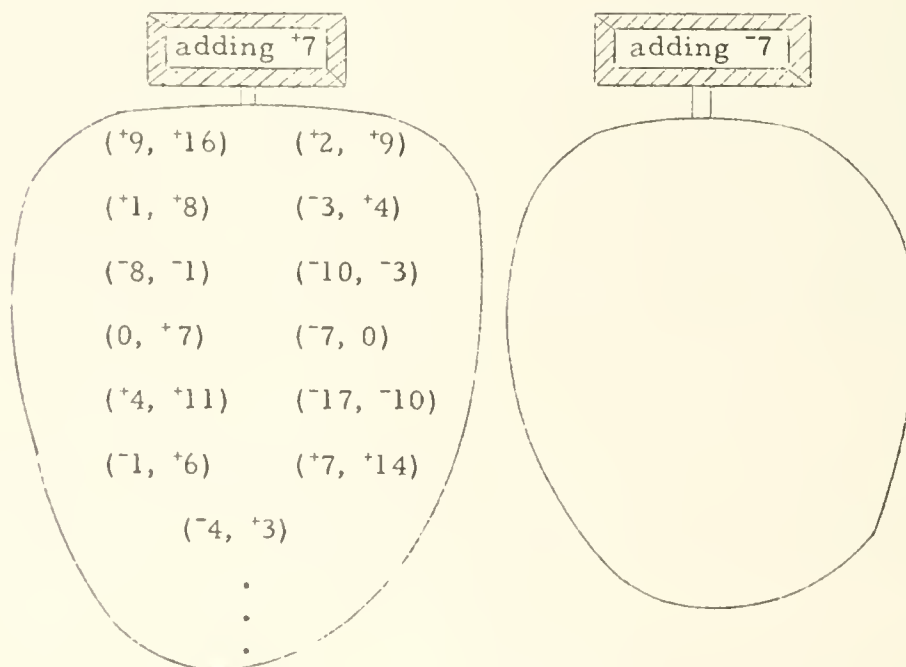 adding ⁺7 adding ⁻7
(⁺9, ⁺16) (⁺2, ⁺9)
(⁺1, ⁺8) (⁻3, ⁺4)
(⁻8, ⁻1) (⁻10, ⁻3)
(0, ⁺7) (⁻7, 0)
(⁺4, ⁺11) (⁻17, ⁻10)
(⁻1, ⁺6) (⁺7, ⁺14)
(⁻4, ⁺3)
.
.
.